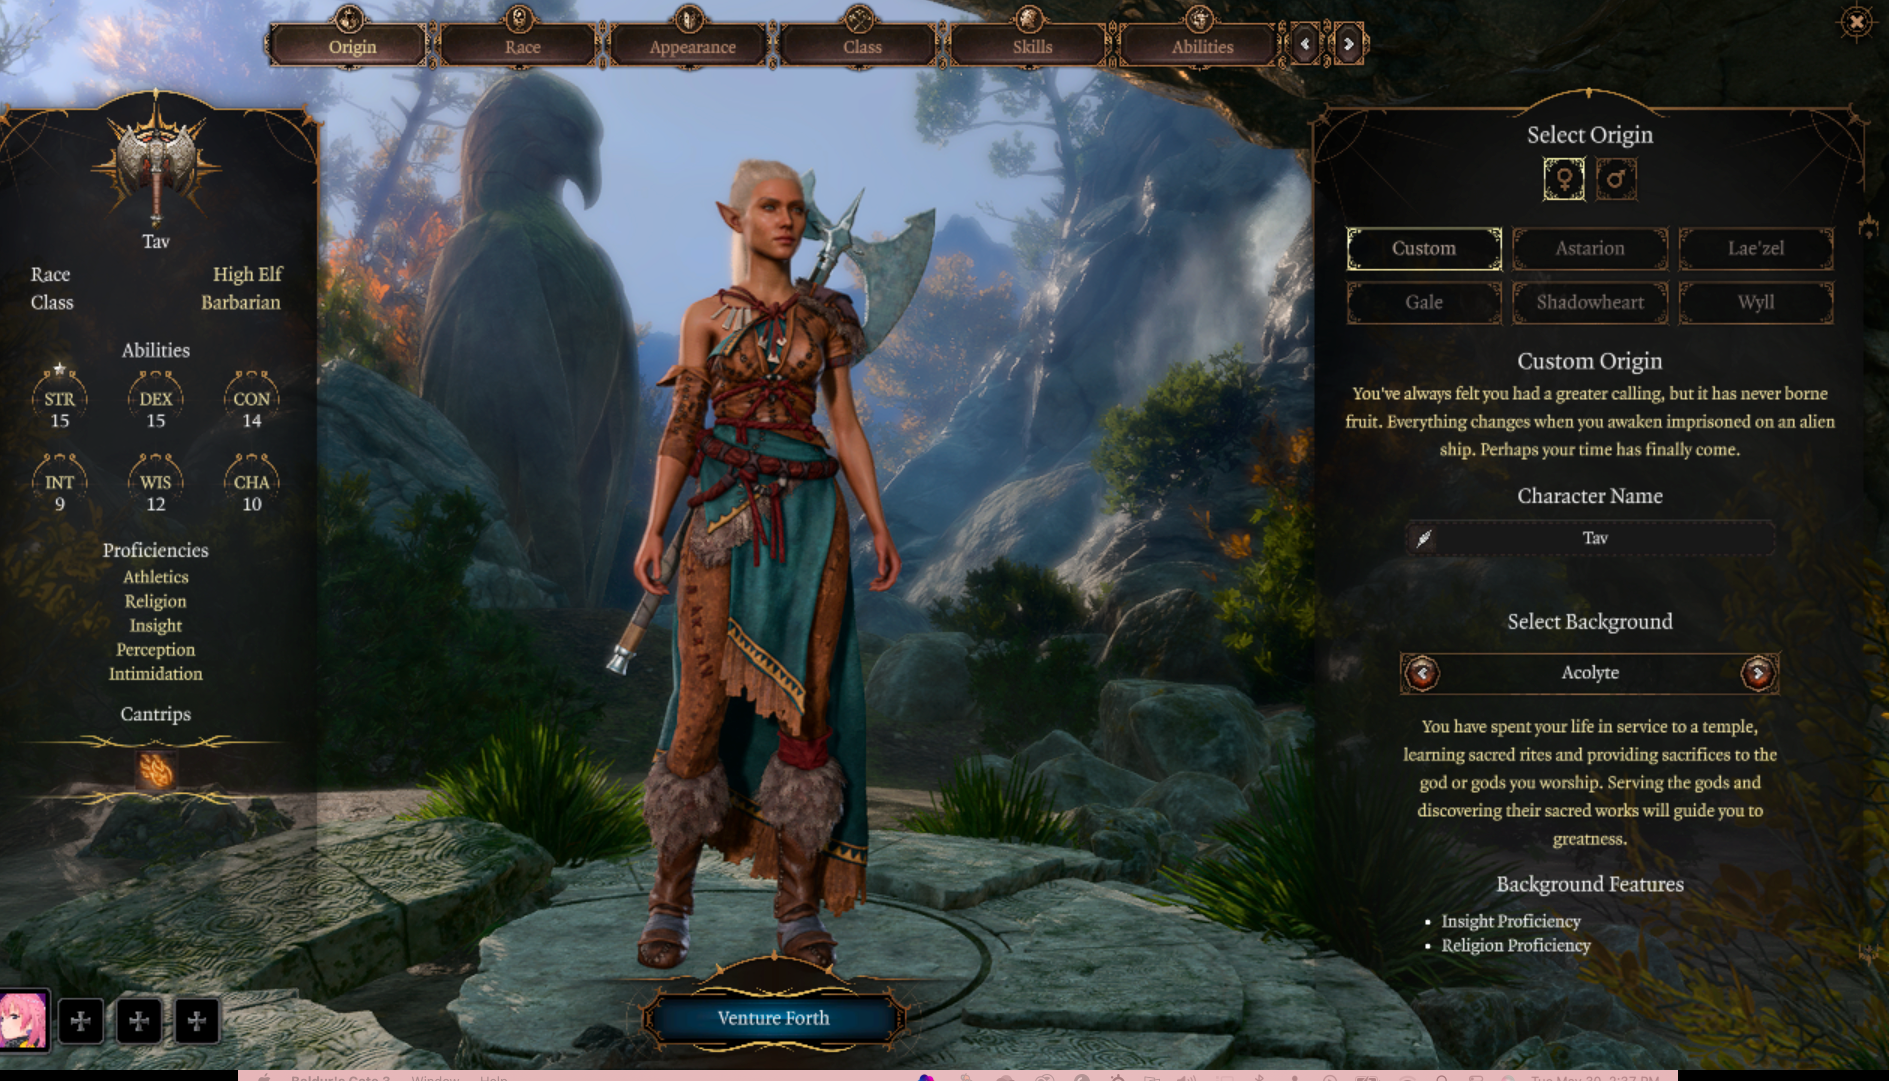 Origin
Race
Appearance
Class
Skills
Abilities
Tav
Race High Elf
Class Barbarian
Abilities
STR DEX CON
15 15 14
INT WIS CHA
9 12 10
Proficiencies
Athletics
Religion
Insight
Perception
Intimidation
Cantrips
Venture Forth
Select Origin
Custom Astarion Lae'zel
Gale Shadowheart Wyll
Custom Origin
You've always felt you had a greater calling, but it has never borne
fruit. Everything changes when you awaken imprisoned on an alien
ship. Perhaps your time has finally come.
Character Name
Tav
Select Background
Acolyte
You have spent your life in service to a temple,
learning sacred rites and providing sacrifices to the
god or gods you worship. Serving the gods and
discovering their sacred works will guide you to
greatness.
Background Features
• Insight Proficiency
• Religion Proficiency
Baldur's Gate 3 Window Help